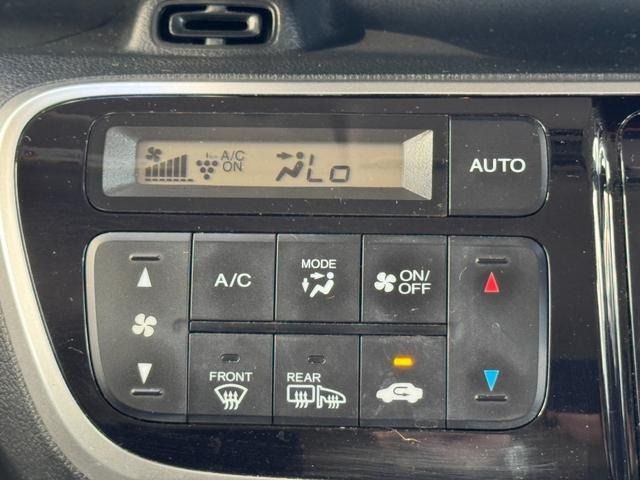 A/C
ON
Lo
AUTO
A/C
MODE
ON/
OFF
FRONT
REAR